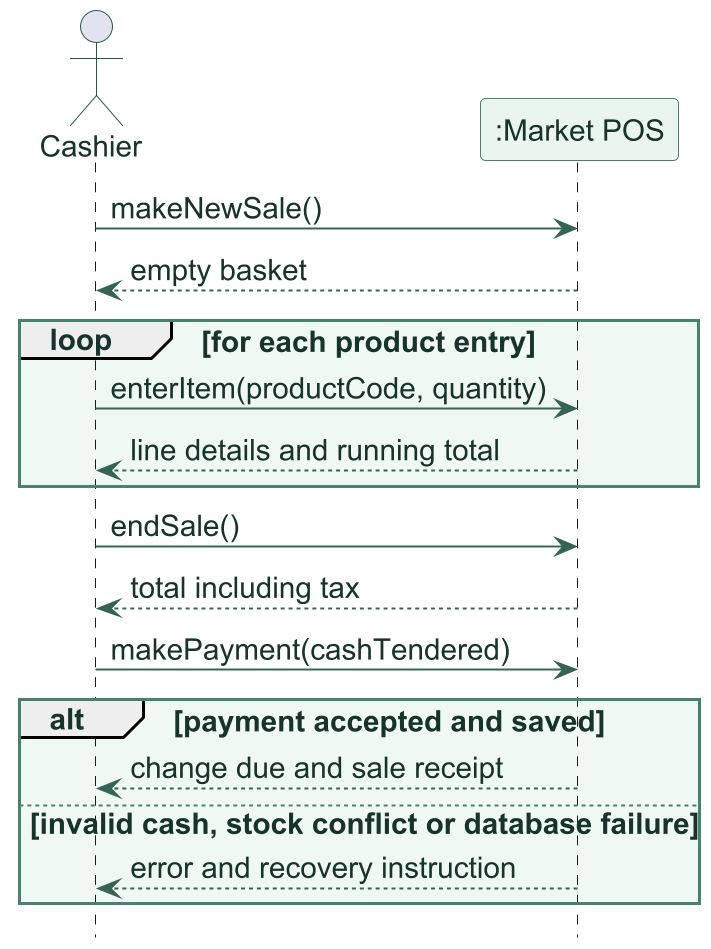 Cashier
:Market POS
makeNewSale()
empty basket
loop [for each product entry]
enterItem(productCode, quantity)
line details and running total
endSale()
total including tax
makePayment(cashTendered)
alt [payment accepted and saved]
change due and sale receipt
[invalid cash, stock conflict or database failure]
error and recovery instruction